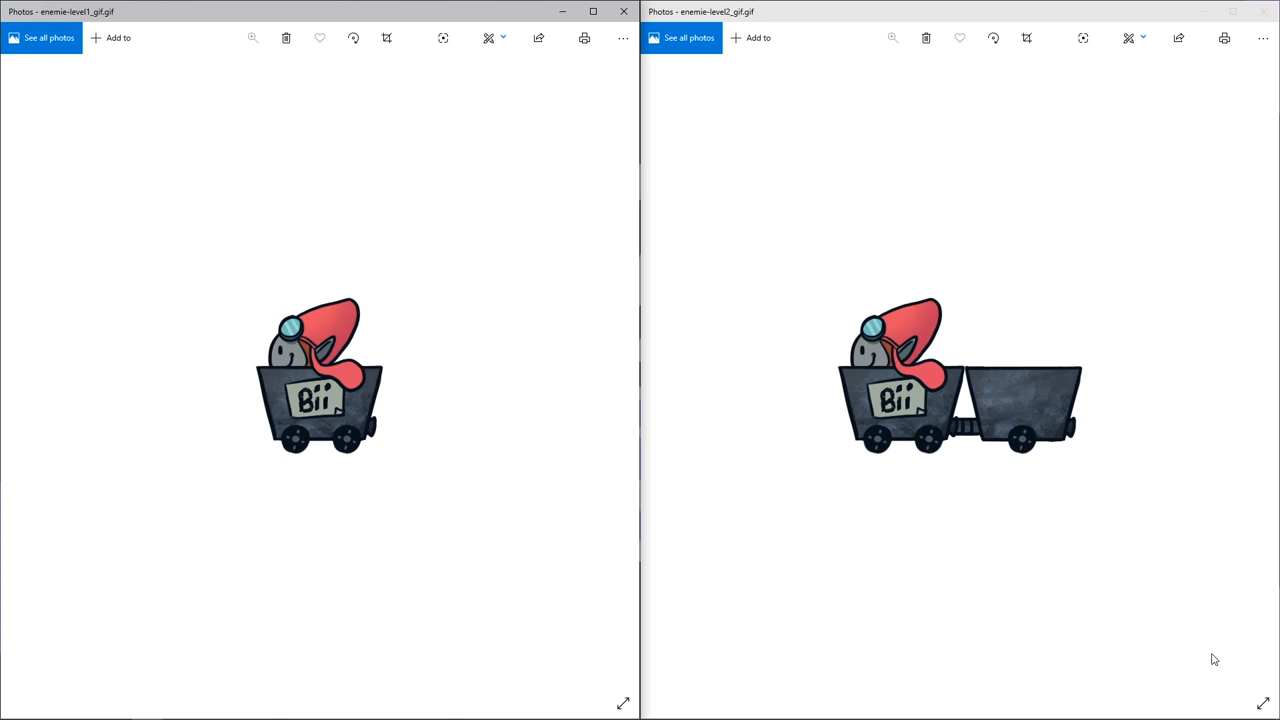 Photos - enemie-level1_gif.gif
See all photos
Add to
Bii
Photos - enemie-level2_gif.gif
See all photos
Add to
Bii